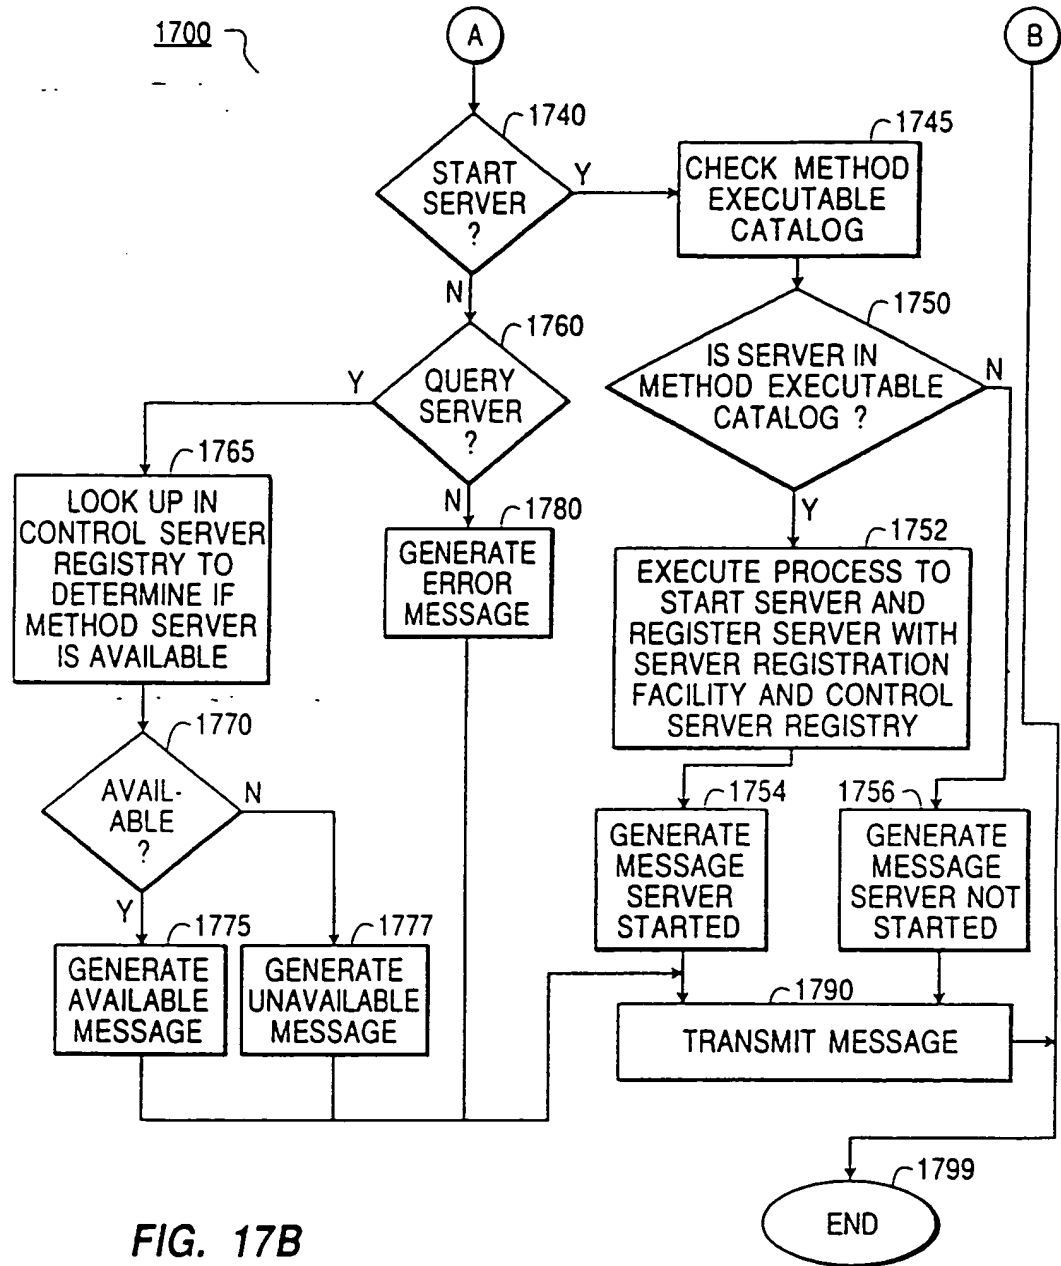 1700
A
B
1740
START
SERVER
?
Y
N
1745
CHECK METHOD
EXECUTABLE
CATALOG
1750
IS SERVER IN
METHOD EXECUTABLE
CATALOG ?
N
Y
1760
QUERY
SERVER
?
Y
N
1765
LOOK UP IN
CONTROL SERVER
REGISTRY TO
DETERMINE IF
METHOD SERVER
IS AVAILABLE
1780
GENERATE
ERROR
MESSAGE
1752
EXECUTE PROCESS TO
START SERVER AND
REGISTER SERVER WITH
SERVER REGISTRATION
FACILITY AND CONTROL
SERVER REGISTRY
1770
AVAIL-
ABLE
?
N
Y
1754
GENERATE
MESSAGE
SERVER
STARTED
1756
GENERATE
MESSAGE
SERVER NOT
STARTED
1775
GENERATE
AVAILABLE
MESSAGE
1777
GENERATE
UNAVAILABLE
MESSAGE
1790
TRANSMIT MESSAGE
1799
END
FIG. 17B